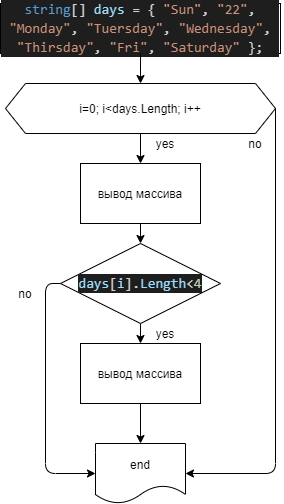 string[] days = { "Sun", "22",
"Monday", "Tuersday", "Wednesday",
"Thirsday", "Fri", "Saturday" };
i=0; i<days.Length; i++
yes
no
вывод массива
days[i].Length<4
no
yes
вывод массива
end